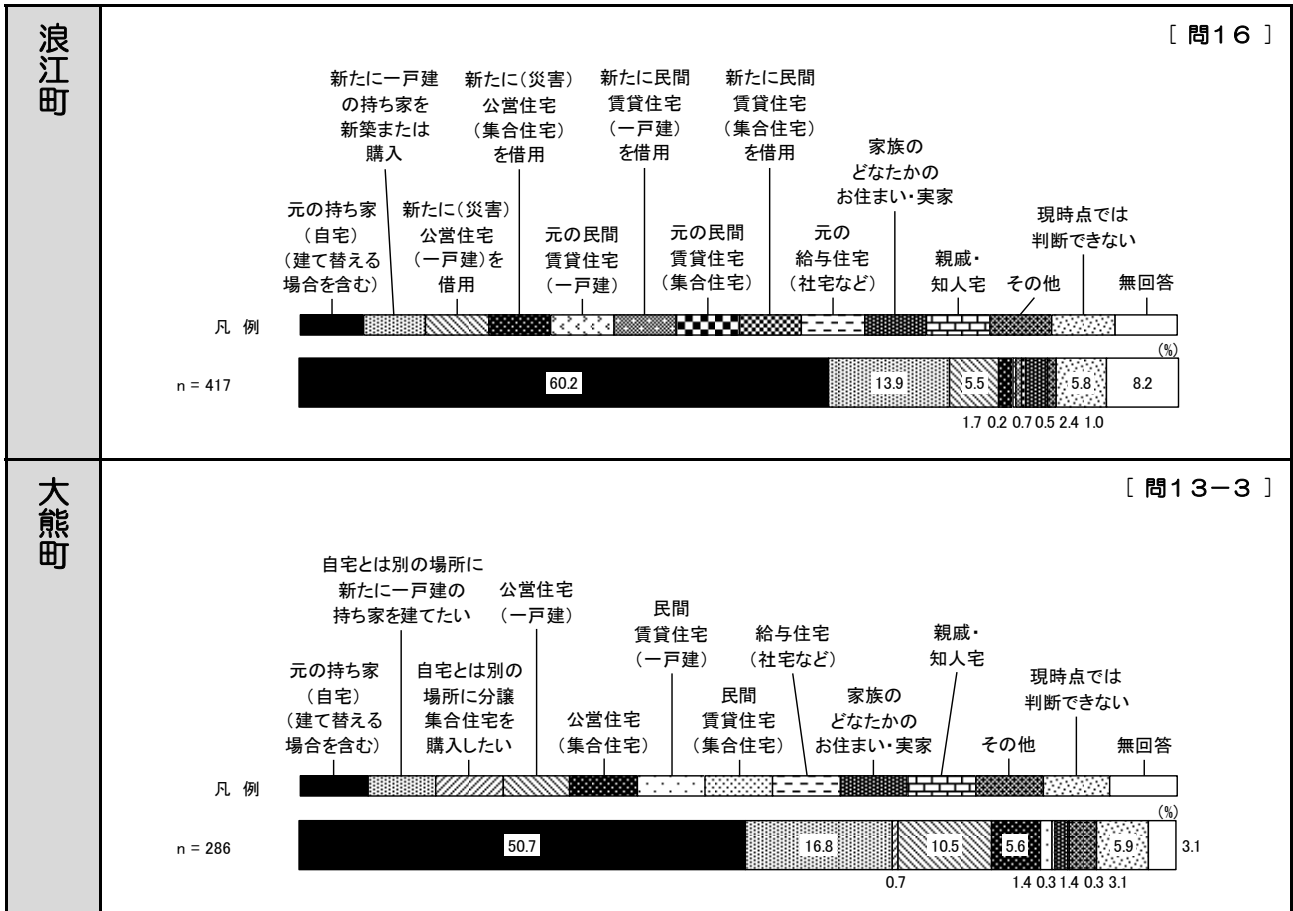 浪江町
[ 問16 ]
新たに一戸建
の持ち家を
新築または
購入
新たに(災害)
公営住宅
(集合住宅)
を借用
新たに民間
賃貸住宅
(一戸建)
を借用
新たに民間
賃貸住宅
(集合住宅)
を借用
家族の
どなたかの
お住まい・実家
現時点では
判断できない
元の持ち家
(自宅)
(建て替える
場合を含む)
新たに(災害)
公営住宅
(一戸建)を
借用
元の民間
賃貸住宅
(一戸建)
元の民間
賃貸住宅
(集合住宅)
元の
給与住宅
(社宅など)
親戚・
知人宅
その他
無回答
凡 例
(%)
n = 417
60.2
13.9
5.5
5.8
8.2
1.7 0.2 0.7 0.5 2.4 1.0
大熊町
[ 問13-3 ]
自宅とは別の場所に
新たに一戸建の
持ち家を建てたい
公営住宅
(一戸建)
民間
賃貸住宅
(一戸建)
給与住宅
(社宅など)
親戚・
知人宅
現時点では
判断できない
元の持ち家
(自宅)
(建て替える
場合を含む)
自宅とは別の
場所に分譲
集合住宅を
購入したい
公営住宅
(集合住宅)
民間
賃貸住宅
(集合住宅)
家族の
どなたかの
お住まい・実家
その他
無回答
凡 例
(%)
n = 286
50.7
16.8
10.5
5.6
5.9
3.1
0.7
1.4 0.3 1.4 0.3 3.1